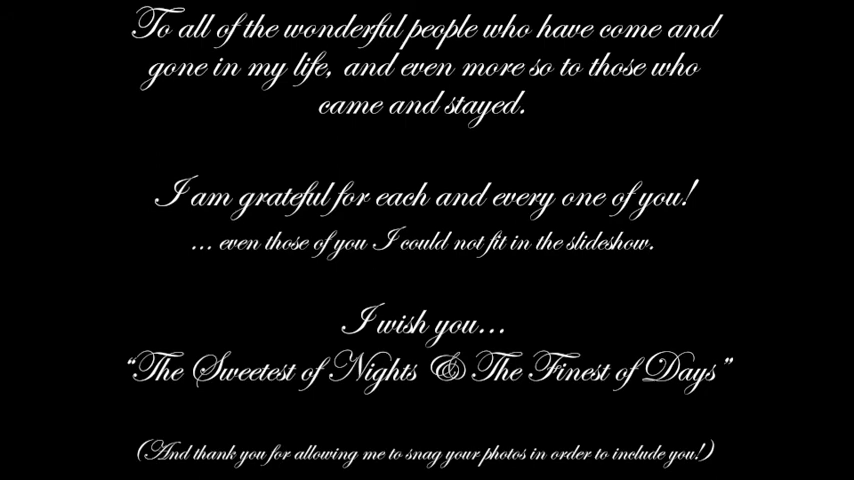 To all of the wonderful people who have come and
gone in my life, and even more so to those who
came and stayed.
I am grateful for each and every one of you!
... even those of you I could not fit in the slideshow.
I wish you...
“The Sweetest of Nights & The Finest of Days”
(And thank you for allowing me to snag your photos in order to include you!)